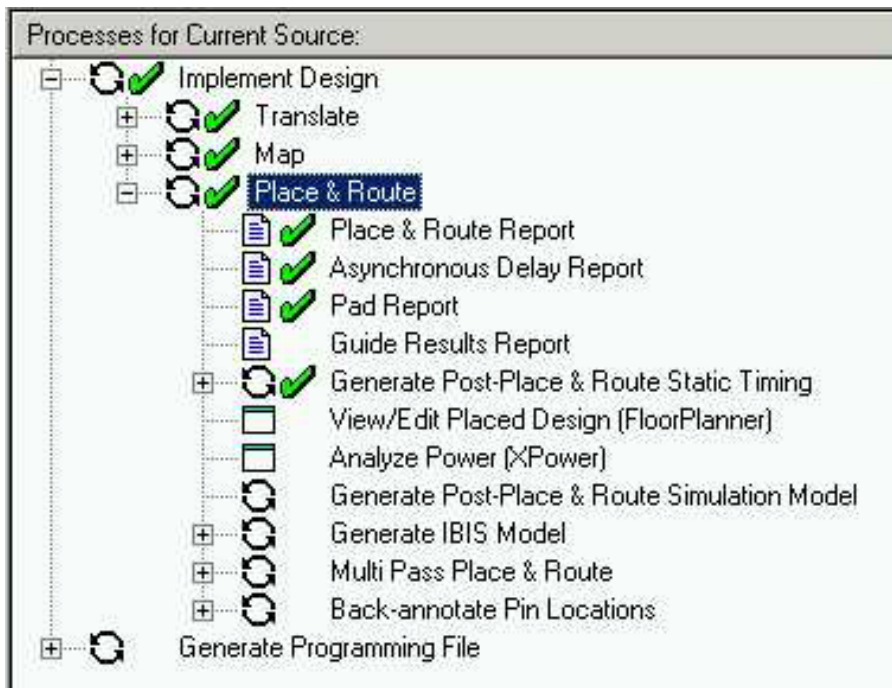 Processes for Current Source:
Implement Design
Translate
Map
Place & Route
Place & Route Report
Asynchronous Delay Report
Pad Report
Guide Results Report
Generate Post-Place & Route Static Timing
View/Edit Placed Design (FloorPlanner)
Analyze Power (XPower)
Generate Post-Place & Route Simulation Model
Generate IBIS Model
Multi Pass Place & Route
Back-annotate Pin Locations
Generate Programming File